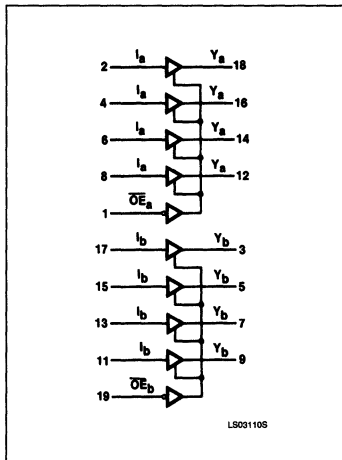 2 Ia Ya 18
4 Ia Ya 16
6 Ia Ya 14
8 Ia Ya 12
1 OEa
17 Ib Yb 3
15 Ib Yb 5
13 Ib Yb 7
11 Ib Yb 9
19 OEb
LS03110S